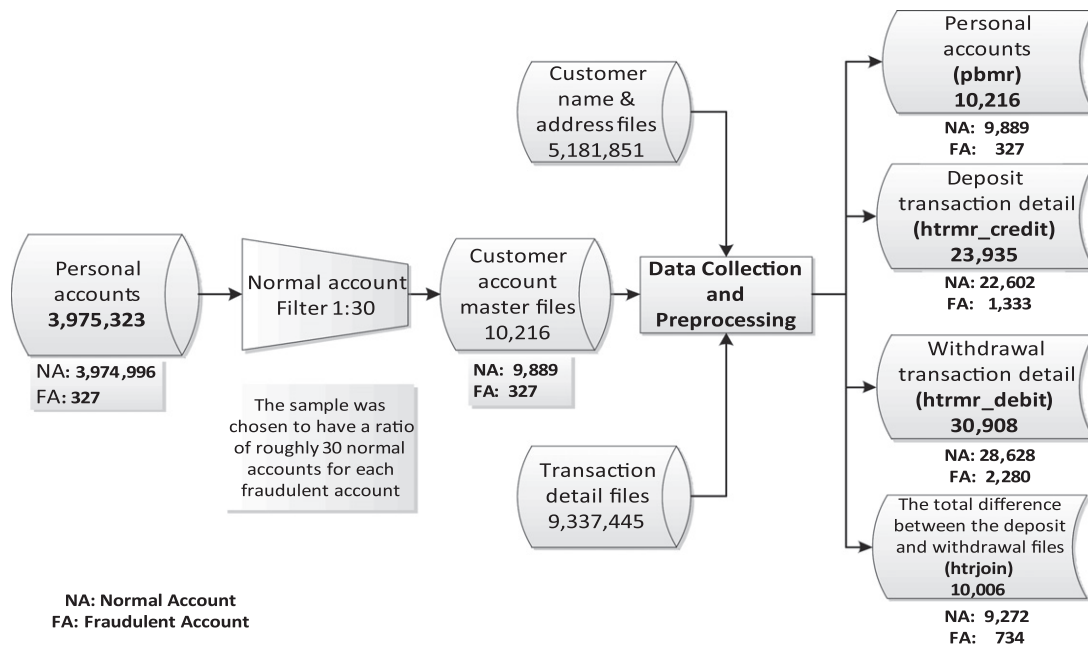 Personal
accounts
3,975,323
NA: 3,974,996
FA: 327
Normal account
Filter 1:30
The sample was
chosen to have a ratio
of roughly 30 normal
accounts for each
fraudulent account
Customer
account
master files
10,216
NA: 9,889
FA: 327
Customer
name &
address files
5,181,851
Data Collection
and
Preprocessing
Transaction
detail files
9,337,445
Personal
accounts
(pbmr)
10,216
NA: 9,889
FA: 327
Deposit
transaction detail
(htrmr_credit)
23,935
NA: 22,602
FA: 1,333
Withdrawal
transaction detail
(htrmr_debit)
30,908
NA: 28,628
FA: 2,280
The total difference
between the deposit
and withdrawal files
(htrjoin)
10,006
NA: 9,272
FA: 734
NA: Normal Account
FA: Fraudulent Account